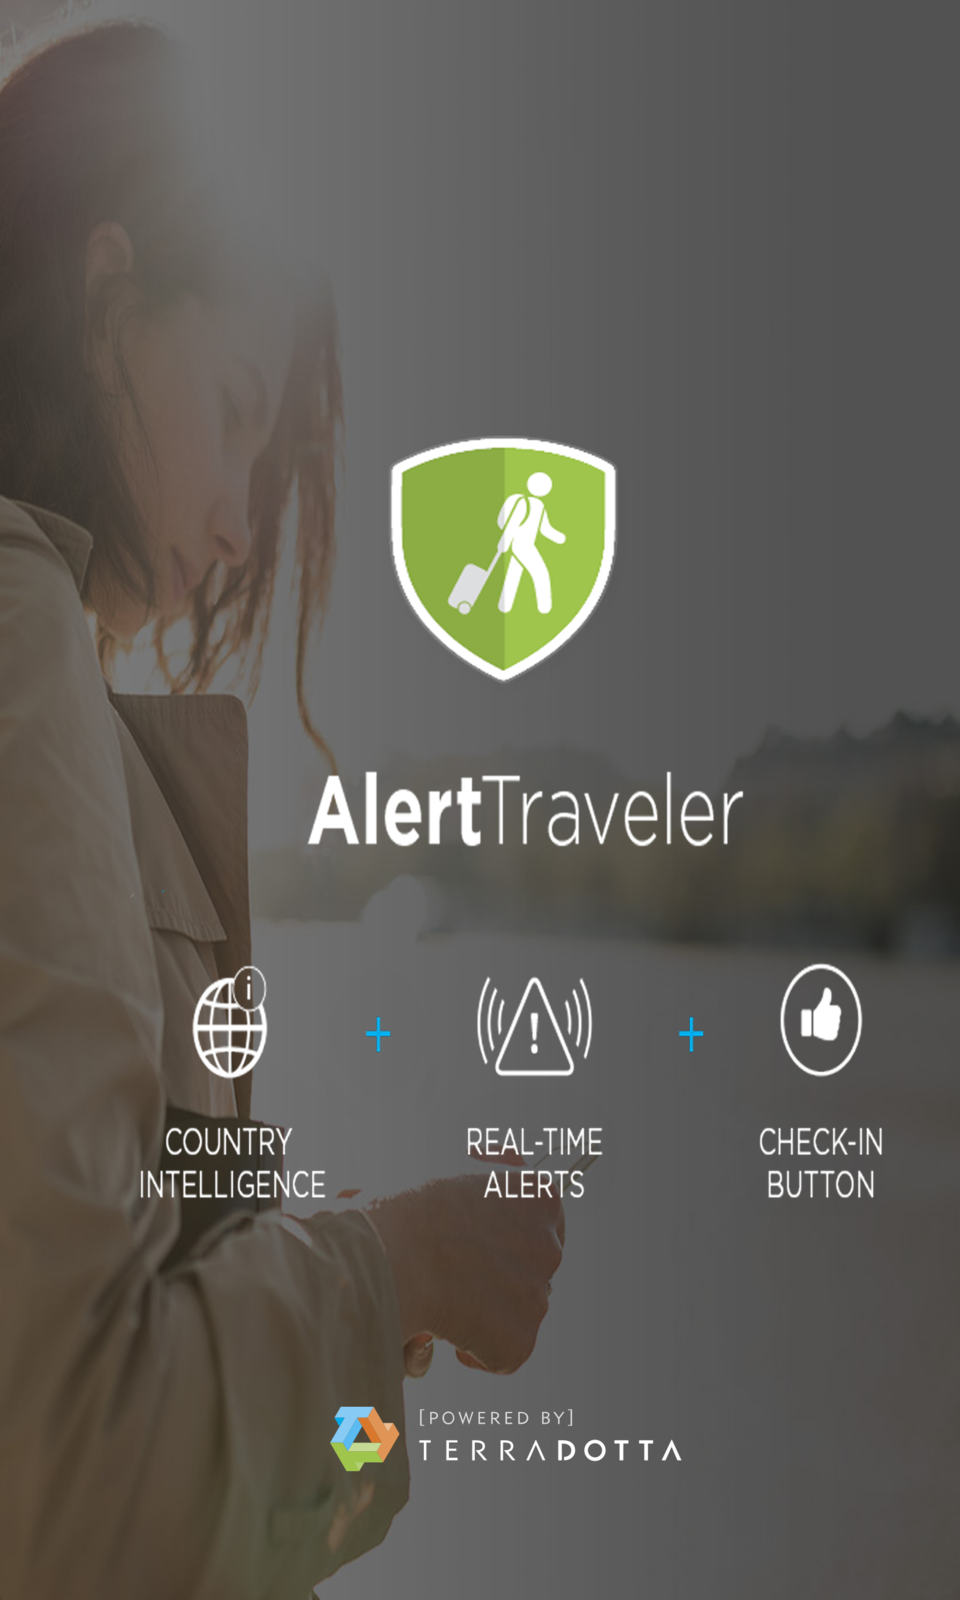 AlertTraveler
i
!
COUNTRY
INTELLIGENCE
+
REAL-TIME
ALERTS
+
CHECK-IN
BUTTON
[POWERED BY]
TERRADOTTA